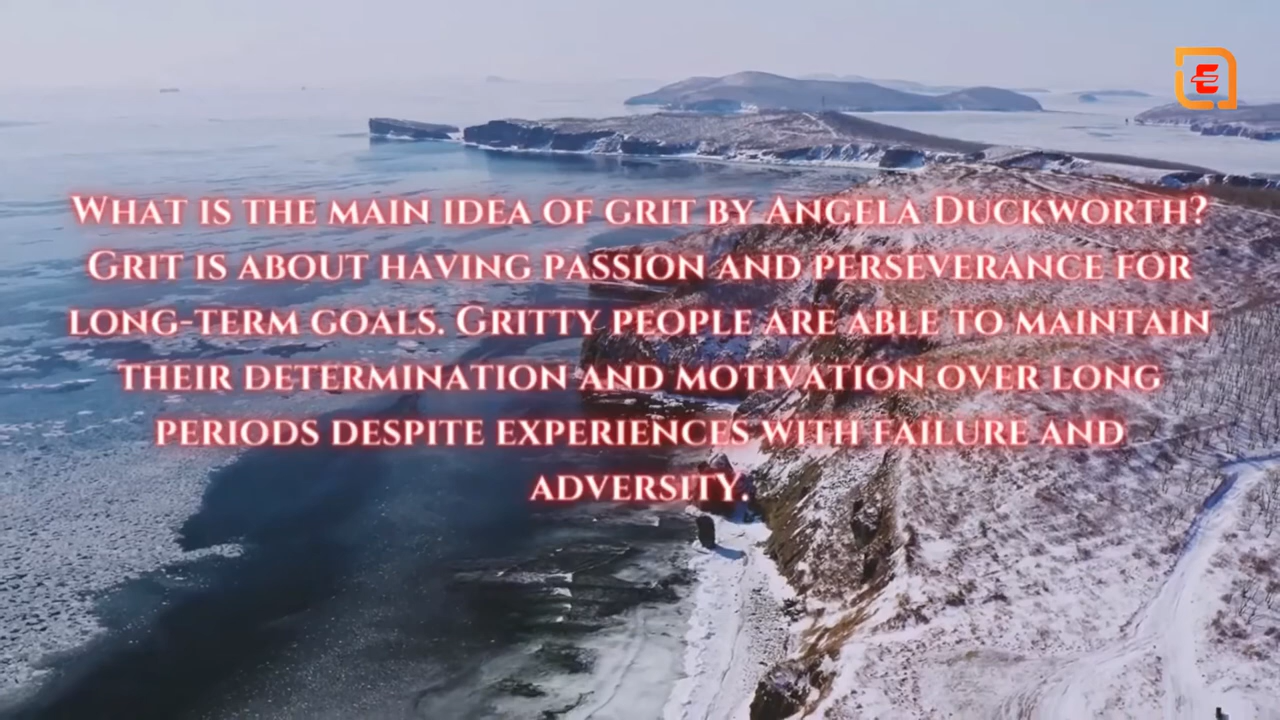 What is the main idea of grit by Angela Duckworth?
Grit is about having passion and perseverance for
long-term goals. Gritty people are able to maintain
their determination and motivation over long
periods despite experiences with failure and
adversity.
E